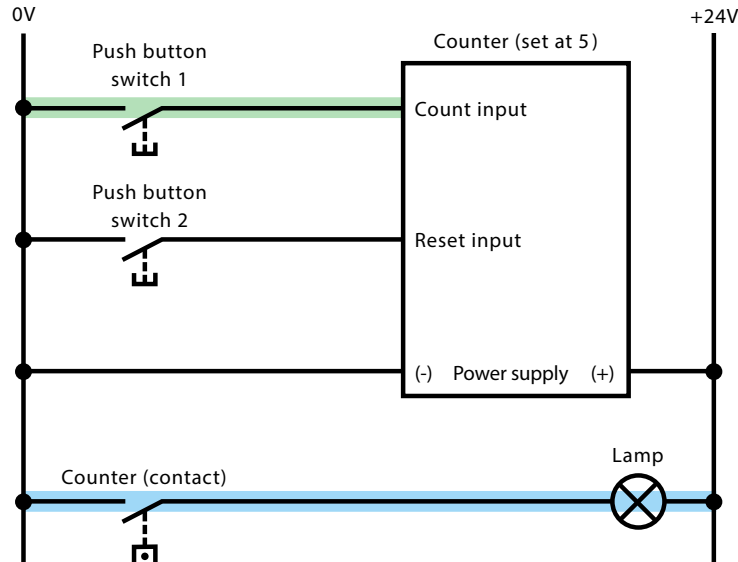 0V
+24V
Counter (set at 5)
Push button
switch 1
Count input
Push button
switch 2
Reset input
(-) Power supply (+)
Lamp
Counter (contact)